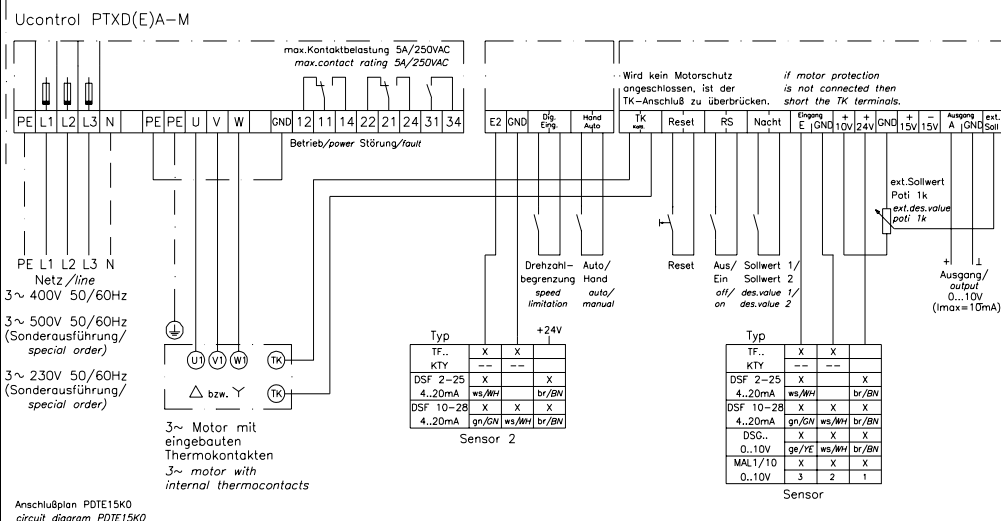 Ucontrol PTXD(E)A-M
max.Kontaktbelastung 5A/250VAC
max.contact rating 5A/250VAC
Wird kein Motorschutz
angeschlossen, ist der
TK-Anschluß zu überbrücken.
if motor protection
is not connected then
short the TK terminals.
PE L1 L2 L3 N PE PE U V W GND 12 11 14 22 21 24 31 34
E2 GND Dig. Eing. Hand Auto
TK Reset RS Nacht Eingang E GND + 10V + 24V GND + 15V - 15V Ausgang A GND ext. Soll
Betrieb/power Störung/fault
ext.Sollwert
Poti 1k
ext.des.value
poti 1k
PE L1 L2 L3 N
Netz/line
3~ 400V 50/60Hz
3~ 500V 50/60Hz
(Sonderausführung/
special order)
3~ 230V 50/60Hz
(Sonderausführung/
special order)
U1 V1 W1 TK
△ bzw. Y TK
3~ Motor mit
eingebauten
Thermokontakten
3~ motor with
internal thermocontacts
Drehzahl-
begrenzung
speed
limitation
Auto/
Hand
auto/
manual
Reset
Aus/
Ein
off/
on
Sollwert 1/
Sollwert 2
des.value 1/
des.value 2
+ ⊥
Ausgang/
output
0...10V
(Imax=10mA)
+24V
Typ
TF.. X X
KTY -- --
DSF 2-25 X X
4..20mA ws/WH br/BN
DSF 10-28 X X X
4..20mA gn/GN ws/WH br/BN
Sensor 2
Typ
TF.. X X
KTY -- --
DSF 2-25 X X
4..20mA ws/WH br/BN
DSF 10-28 X X X
4..20mA gn/GN ws/WH br/BN
DSG.. X X X
0..10V ge/YE ws/WH br/BN
MAL1/10 X X X
0..10V 3 2 1
Sensor
Anschlußplan PDTE15K0
circuit diagram PDTE15K0